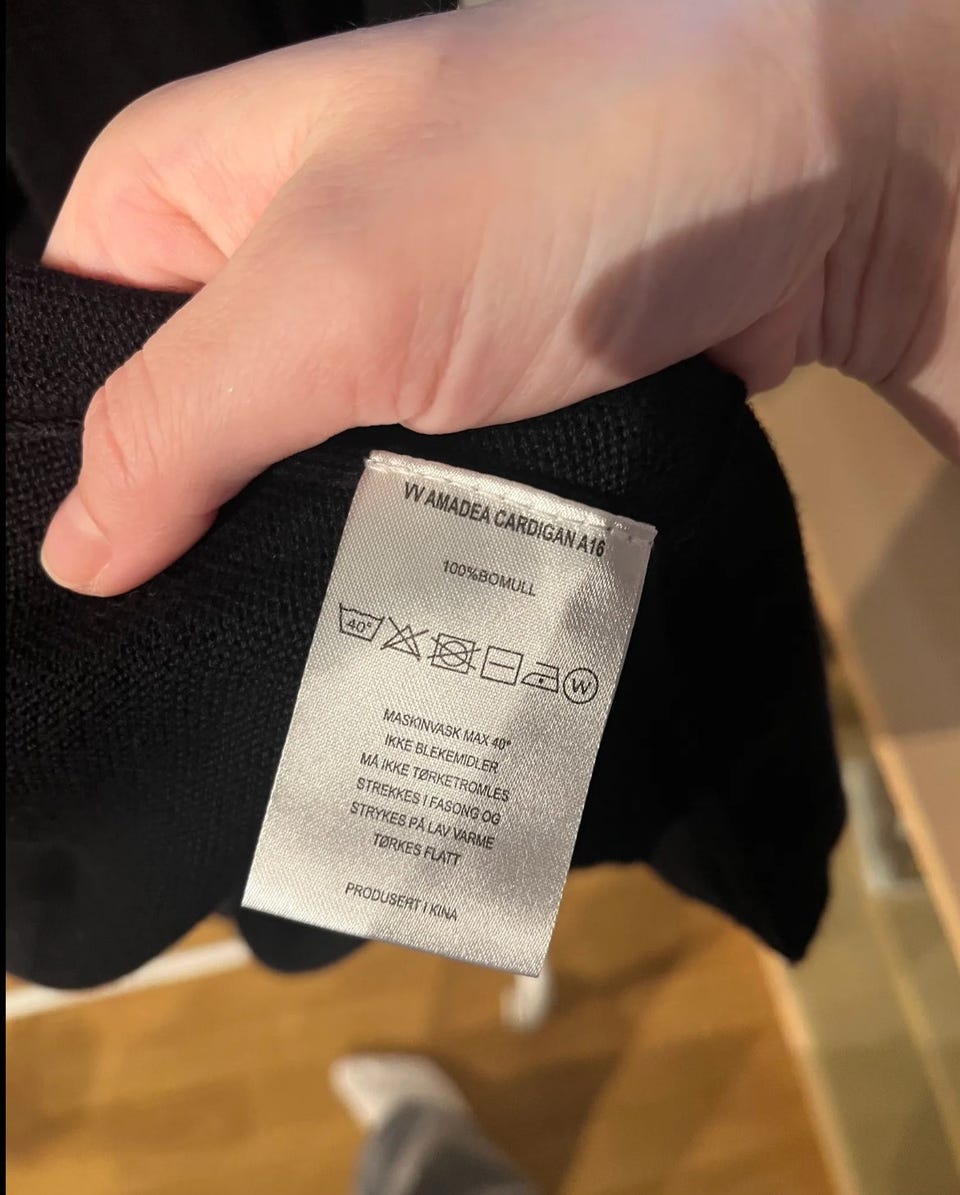 VV AMADEA CARDIGAN A16
100%BOMULL
40°
W
MASKINVASK MAX 40°
IKKE BLEKEMIDLER
MÅ IKKE TØRKETROMLES
STREKKES I FASONG OG
STRYKES PÅ LAV VARME
TØRKES FLATT
PRODUSERT I KINA